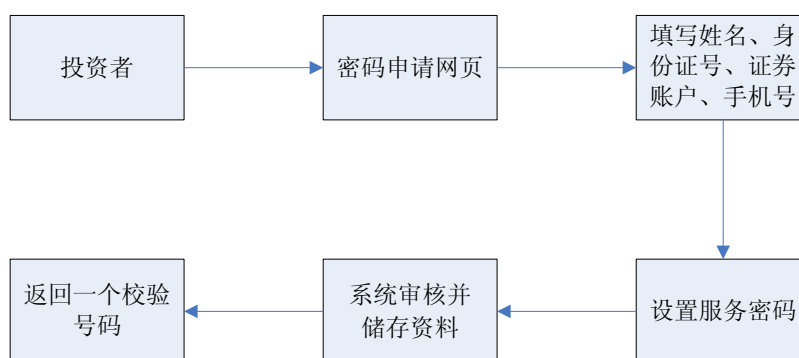 投资者
密码申请网页
填写姓名、身
份证号、证券
账户、手机号
设置服务密码
系统审核并
储存资料
返回一个校验
号码